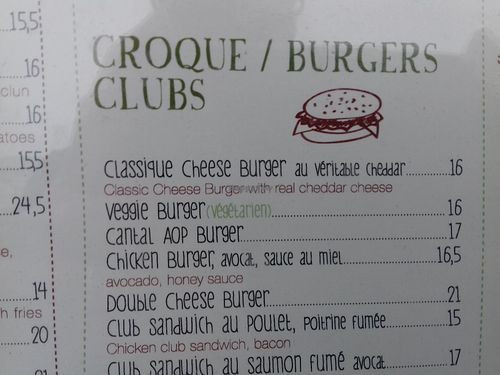 15,5
16
clun
16
atoes
15,5
24,5
e,
14
h fries
20
CROQUE / BURGERS
CLUBS
Classique Cheese Burger au véritable cheddar 16
Classic Cheese Burger with real cheddar cheese
Veggie Burger (végétarien) 16
Cantal AOP Burger 17
Chicken Burger, avocat, sauce au miel 16,5
avocado, honey sauce
Double Cheese Burger 21
Club sandwich au poulet, poitrine fumée 15
Chicken club sandwich, bacon
Club sandwich au saumon fumé avocat 17